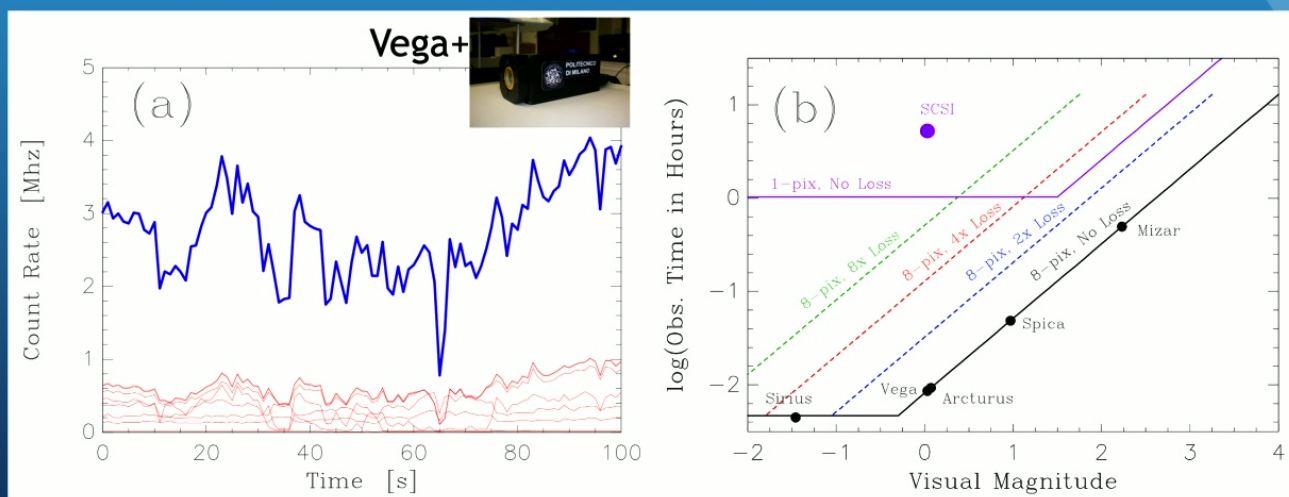 Vega+
POLITECNICO
DI MILANO
(a)
Count Rate [Mhz]
5
4
3
2
1
0
0 20 40 60 80 100
Time [s]
(b)
log(Obs. Time in Hours)
1
0
−1
−2
SCSI
1-pix, No Loss
8-pix, 8x Loss
8-pix, 4x Loss
8-pix, 2x Loss
8-pix, No Loss
Mizar
Spica
Vega
Arcturus
Sirius
−2 −1 0 1 2 3 4
Visual Magnitude